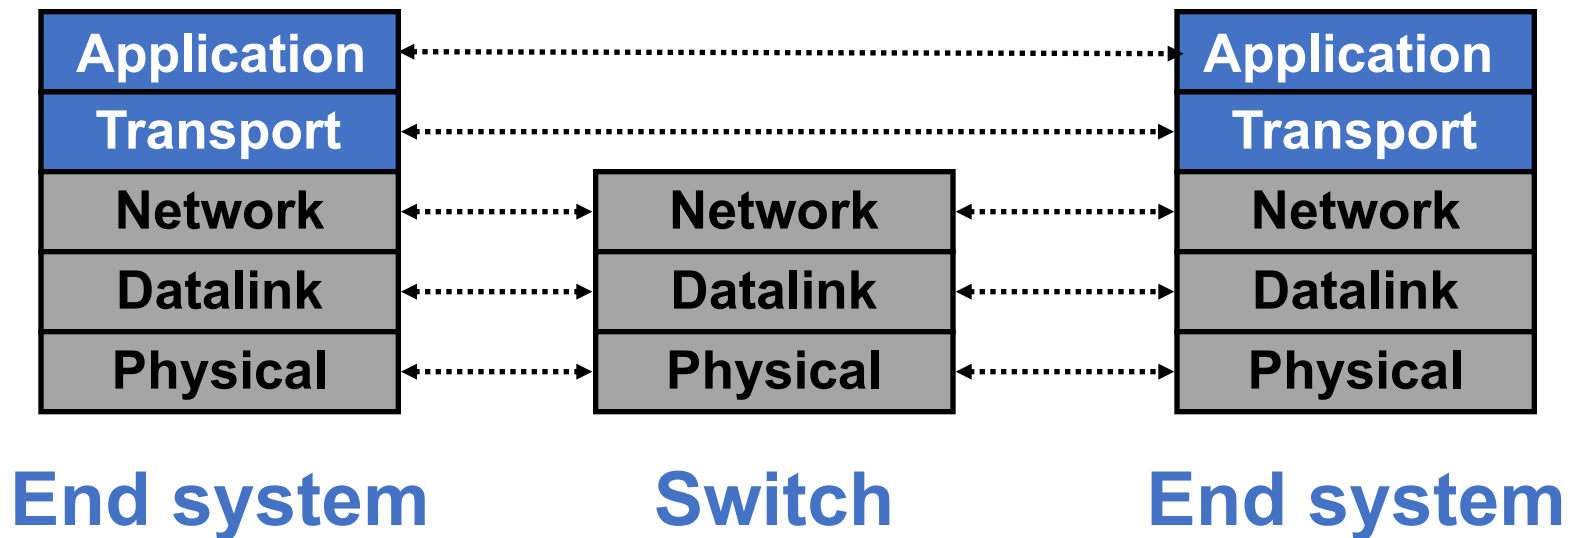 Application
Transport
Network
Datalink
Physical
End system
Network
Datalink
Physical
Switch
Application
Transport
Network
Datalink
Physical
End system